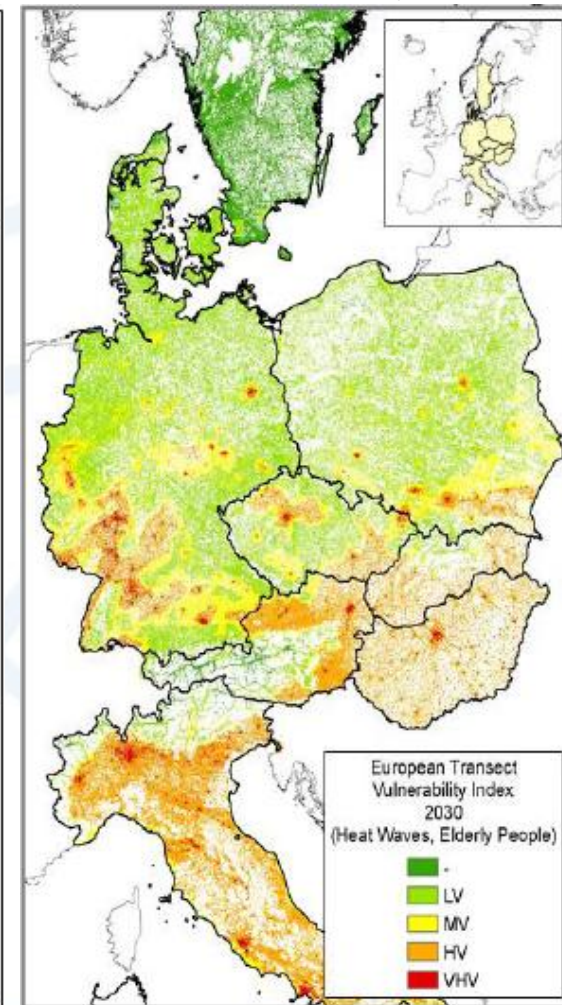 European Transect
Vulnerability Index
2030
(Heat Waves, Elderly People)
-
LV
MV
HV
VHV